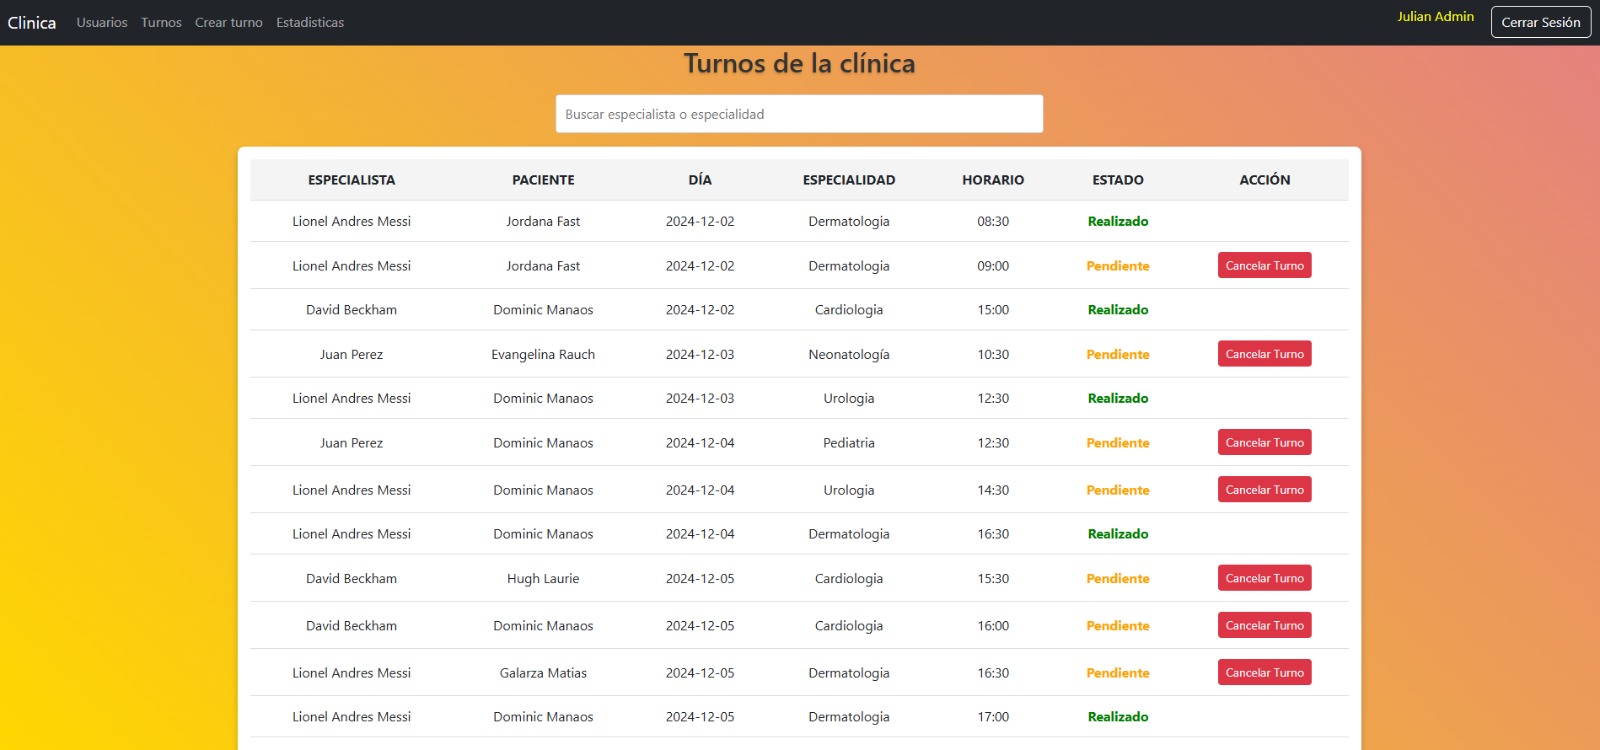 Clinica Usuarios Turnos Crear turno Estadisticas Julian Admin Cerrar Sesión
Turnos de la clínica
Buscar especialista o especialidad
ESPECIALISTA PACIENTE DÍA ESPECIALIDAD HORARIO ESTADO ACCIÓN
Lionel Andres Messi Jordana Fast 2024-12-02 Dermatologia 08:30 Realizado
Lionel Andres Messi Jordana Fast 2024-12-02 Dermatologia 09:00 Pendiente Cancelar Turno
David Beckham Dominic Manaos 2024-12-02 Cardiologia 15:00 Realizado
Juan Perez Evangelina Rauch 2024-12-03 Neonatología 10:30 Pendiente Cancelar Turno
Lionel Andres Messi Dominic Manaos 2024-12-03 Urologia 12:30 Realizado
Juan Perez Dominic Manaos 2024-12-04 Pediatria 12:30 Pendiente Cancelar Turno
Lionel Andres Messi Dominic Manaos 2024-12-04 Urologia 14:30 Pendiente Cancelar Turno
Lionel Andres Messi Dominic Manaos 2024-12-04 Dermatologia 16:30 Realizado
David Beckham Hugh Laurie 2024-12-05 Cardiologia 15:30 Pendiente Cancelar Turno
David Beckham Dominic Manaos 2024-12-05 Cardiologia 16:00 Pendiente Cancelar Turno
Lionel Andres Messi Galarza Matias 2024-12-05 Dermatologia 16:30 Pendiente Cancelar Turno
Lionel Andres Messi Dominic Manaos 2024-12-05 Dermatologia 17:00 Realizado